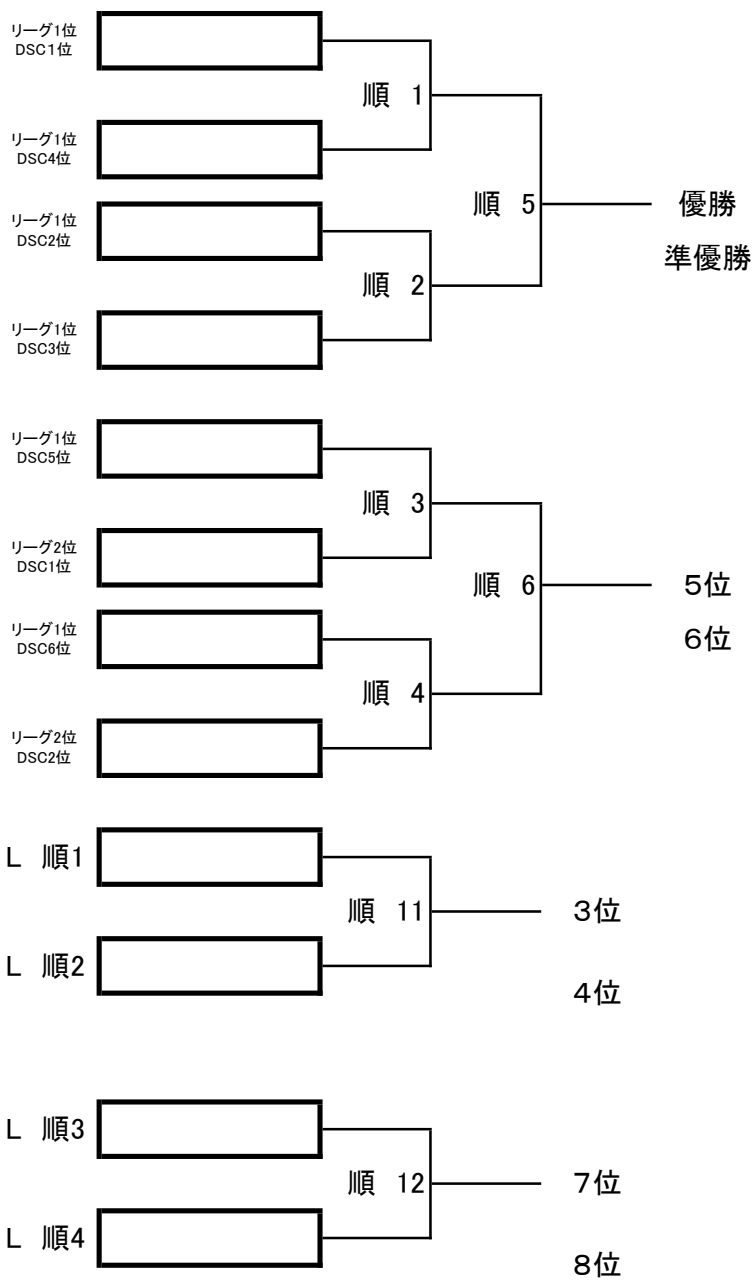 リーグ1位
DSC1位
順 1
リーグ1位
DSC4位
順 5
優勝
準優勝
リーグ1位
DSC2位
順 2
リーグ1位
DSC3位
リーグ1位
DSC5位
順 3
リーグ2位
DSC1位
順 6
5位
6位
リーグ1位
DSC6位
順 4
リーグ2位
DSC2位
L 順1
順 11
3位
L 順2
4位
L 順3
順 12
7位
L 順4
8位